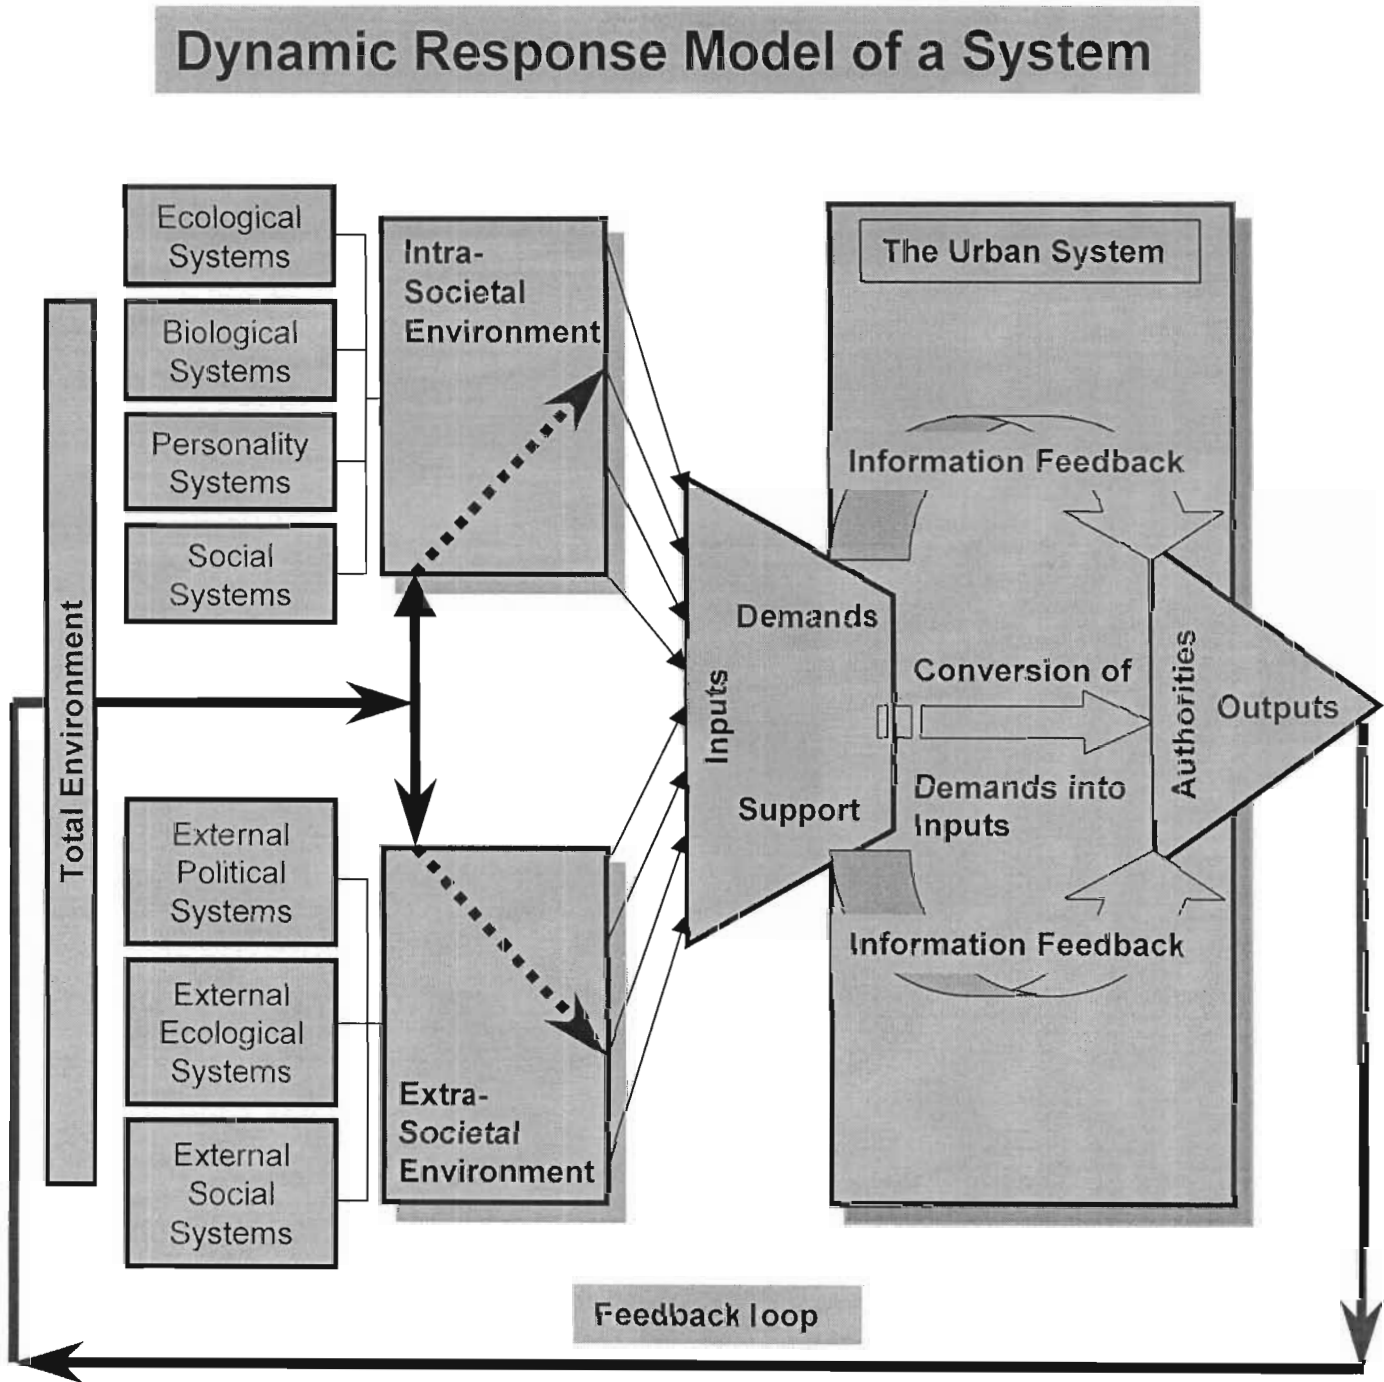 Dynamic Response Model of a System
Total Environment
Ecological
Systems
Biological
Systems
Personality
Systems
Social
Systems
External
Political
Systems
External
Ecological
Systems
External
Social
Systems
Intra-
Societal
Environment
Extra-
Societal
Environment
Inputs
Demands
Support
The Urban System
Information Feedback
Conversion of
Demands into
Inputs
Information Feedback
Authorities
Outputs
Feedback loop